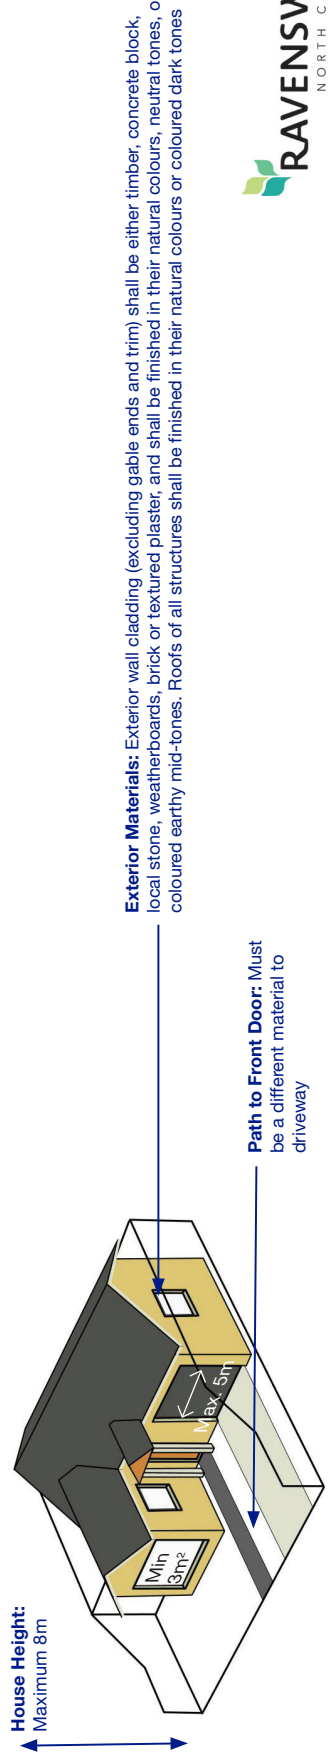 House Height:
Maximum 8m
Min
3m²
Max. 5m
Path to Front Door: Must
be a different material to
driveway
Exterior Materials: Exterior wall cladding (excluding gable ends and trim) shall be either timber, concrete block,
local stone, weatherboards, brick or textured plaster, and shall be finished in their natural colours, neutral tones, o
coloured earthy mid-tones. Roofs of all structures shall be finished in their natural colours or coloured dark tones
RAVENSW
NORTH C